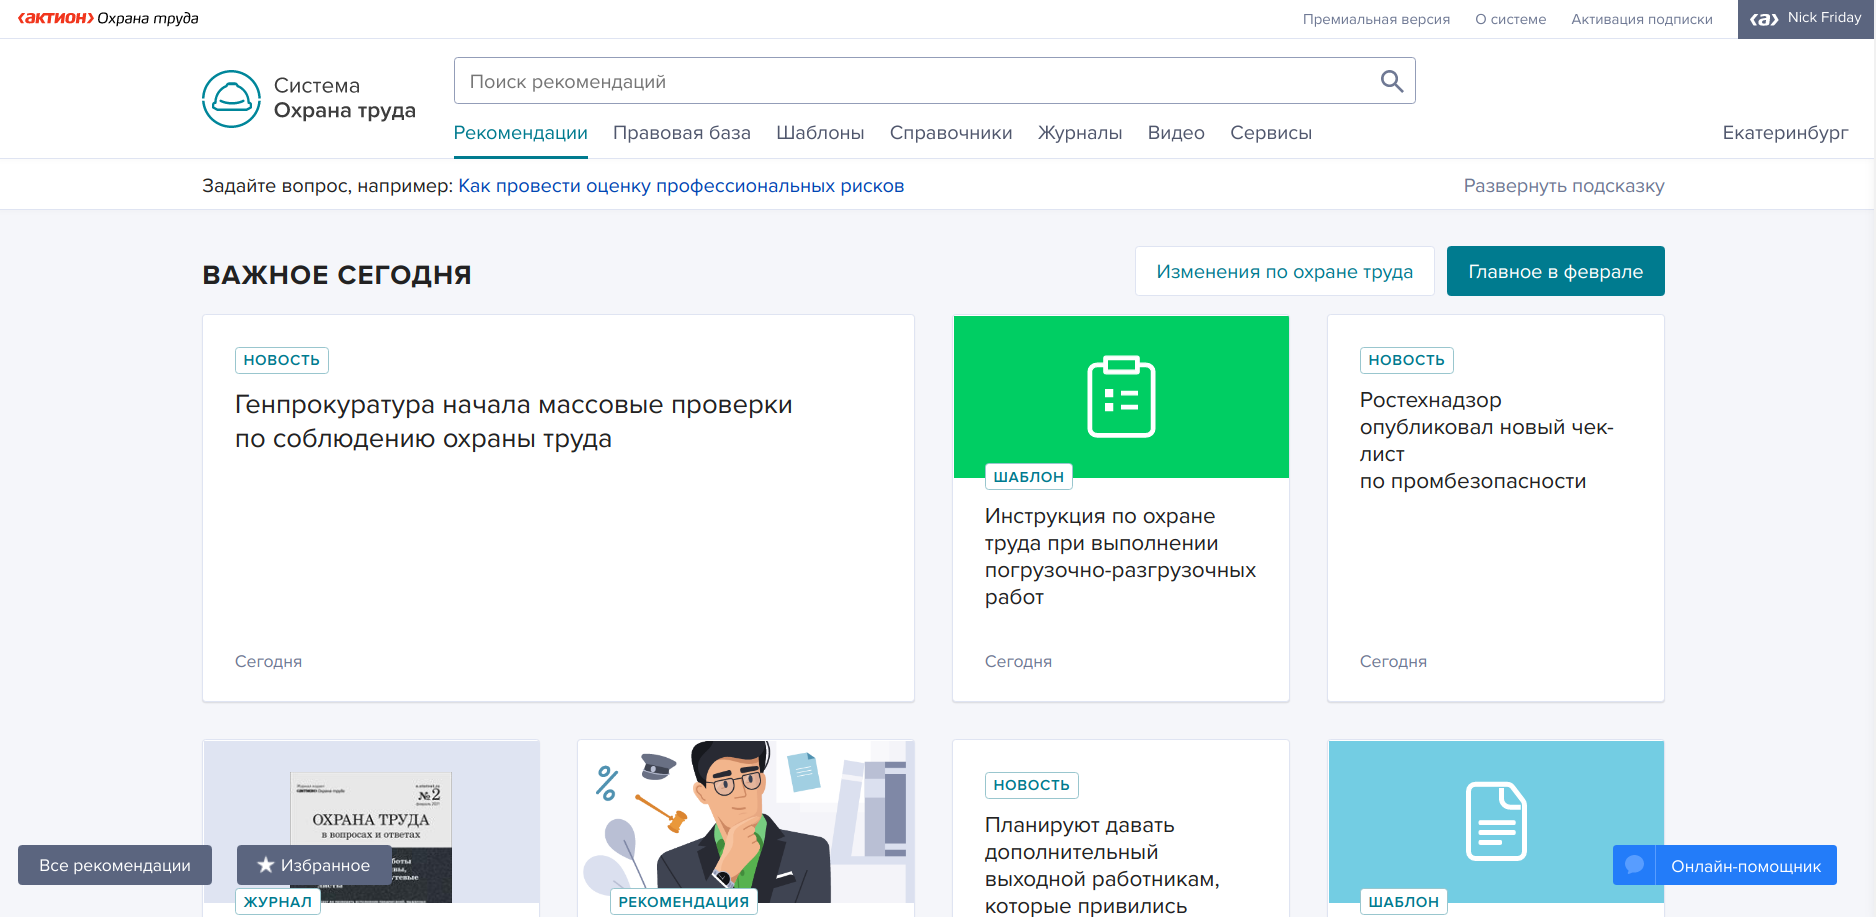 ‹актион› Охрана труда
Премиальная версия
О системе
Активация подписки
‹а› Nick Friday
Система
Охрана труда
Поиск рекомендаций
Рекомендации
Правовая база
Шаблоны
Справочники
Журналы
Видео
Сервисы
Екатеринбург
Задайте вопрос, например: Как провести оценку профессиональных рисков
Развернуть подсказку
ВАЖНОЕ СЕГОДНЯ
Изменения по охране труда
Главное в феврале
НОВОСТЬ
Генпрокуратура начала массовые проверки
по соблюдению охраны труда
Сегодня
ШАБЛОН
Инструкция по охране
труда при выполнении
погрузочно-разгрузочных
работ
Сегодня
НОВОСТЬ
Ростехнадзор
опубликовал новый чек-
лист
по промбезопасности
Сегодня
№2
ОХРАНА ТРУДА
в вопросах и ответах
ЖУРНАЛ
%
РЕКОМЕНДАЦИЯ
НОВОСТЬ
Планируют давать
дополнительный
выходной работникам,
которые привились
ШАБЛОН
Все рекомендации
Избранное
Онлайн-помощник